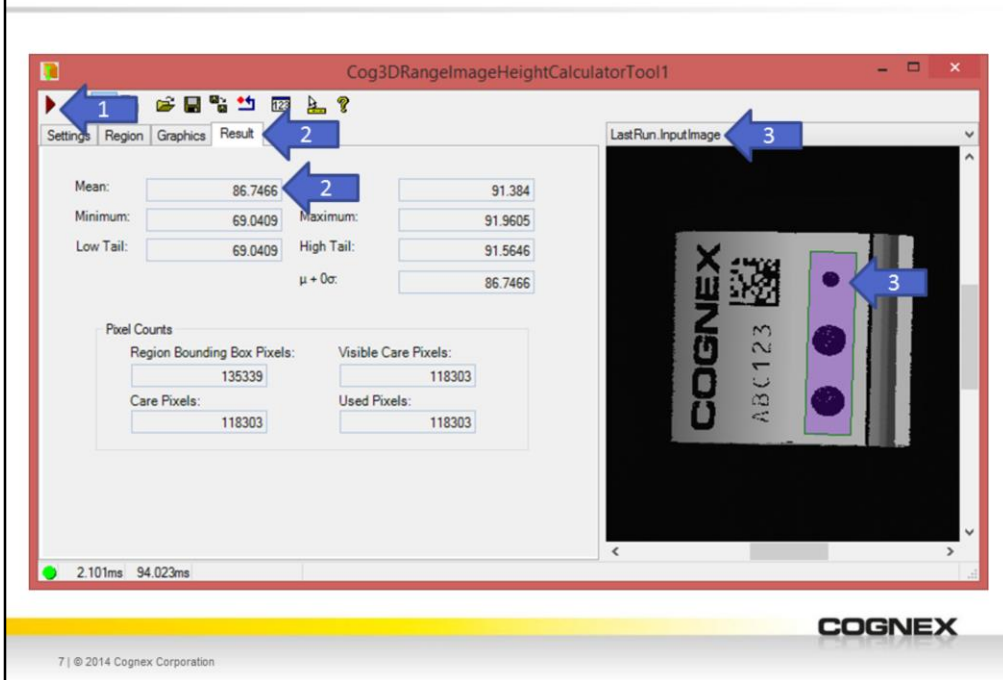 Cog3DRangeImageHeightCalculatorTool1
1
Settings Region Graphics Result 2
LastRun.InputImage 3
Mean: 86.7466 2 91.384
Minimum: 69.0409 Maximum: 91.9605
Low Tail: 69.0409 High Tail: 91.5646
µ + 0σ: 86.7466
Pixel Counts
Region Bounding Box Pixels: Visible Care Pixels:
135339 118303
Care Pixels: Used Pixels:
118303 118303
COGNEX
ABC123
3
2.101ms 94.023ms
COGNEX
7 | © 2014 Cognex Corporation